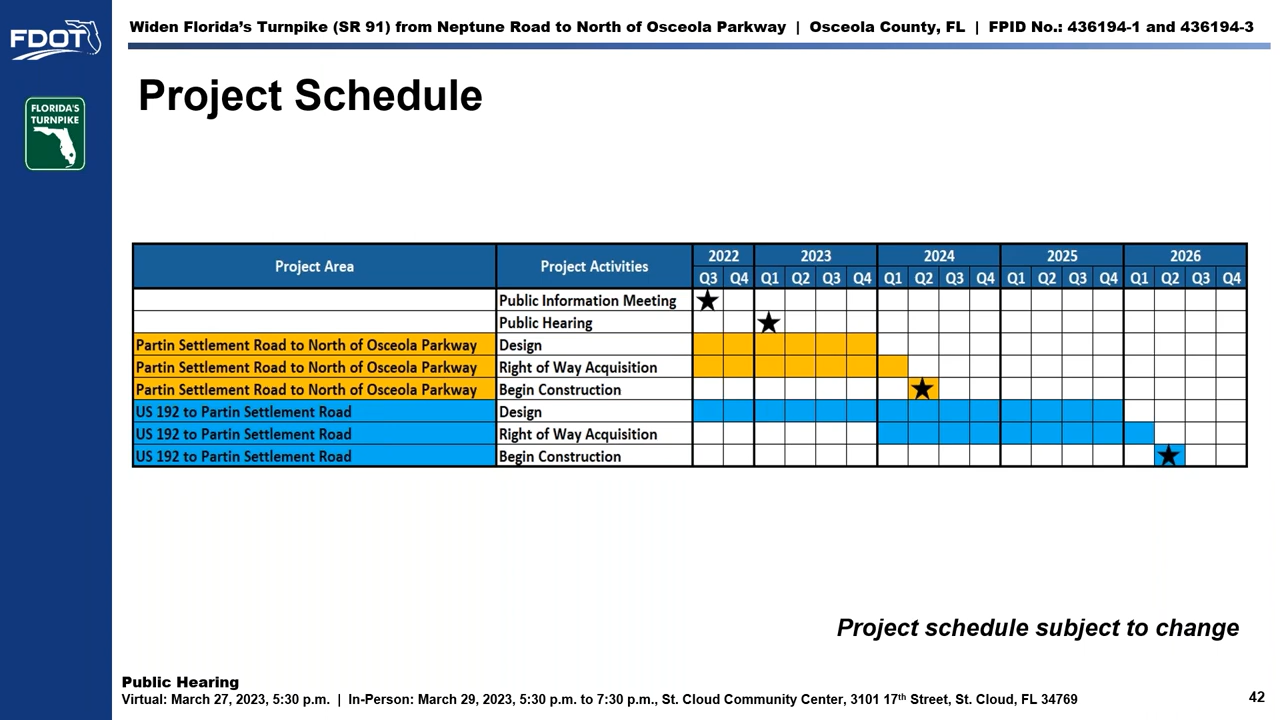 FDOT
Widen Florida’s Turnpike (SR 91) from Neptune Road to North of Osceola Parkway | Osceola County, FL | FPID No.: 436194-1 and 436194-3
FLORIDA'S
TURNPIKE
Project Schedule
Project Area Project Activities 2022 2023 2024 2025 2026
Q3 Q4 Q1 Q2 Q3 Q4 Q1 Q2 Q3 Q4 Q1 Q2 Q3 Q4 Q1 Q2 Q3 Q4
Public Information Meeting
Public Hearing
Partin Settlement Road to North of Osceola Parkway Design
Partin Settlement Road to North of Osceola Parkway Right of Way Acquisition
Partin Settlement Road to North of Osceola Parkway Begin Construction
US 192 to Partin Settlement Road Design
US 192 to Partin Settlement Road Right of Way Acquisition
US 192 to Partin Settlement Road Begin Construction
Project schedule subject to change
Public Hearing
Virtual: March 27, 2023, 5:30 p.m. | In-Person: March 29, 2023, 5:30 p.m. to 7:30 p.m., St. Cloud Community Center, 3101 17th Street, St. Cloud, FL 34769
42